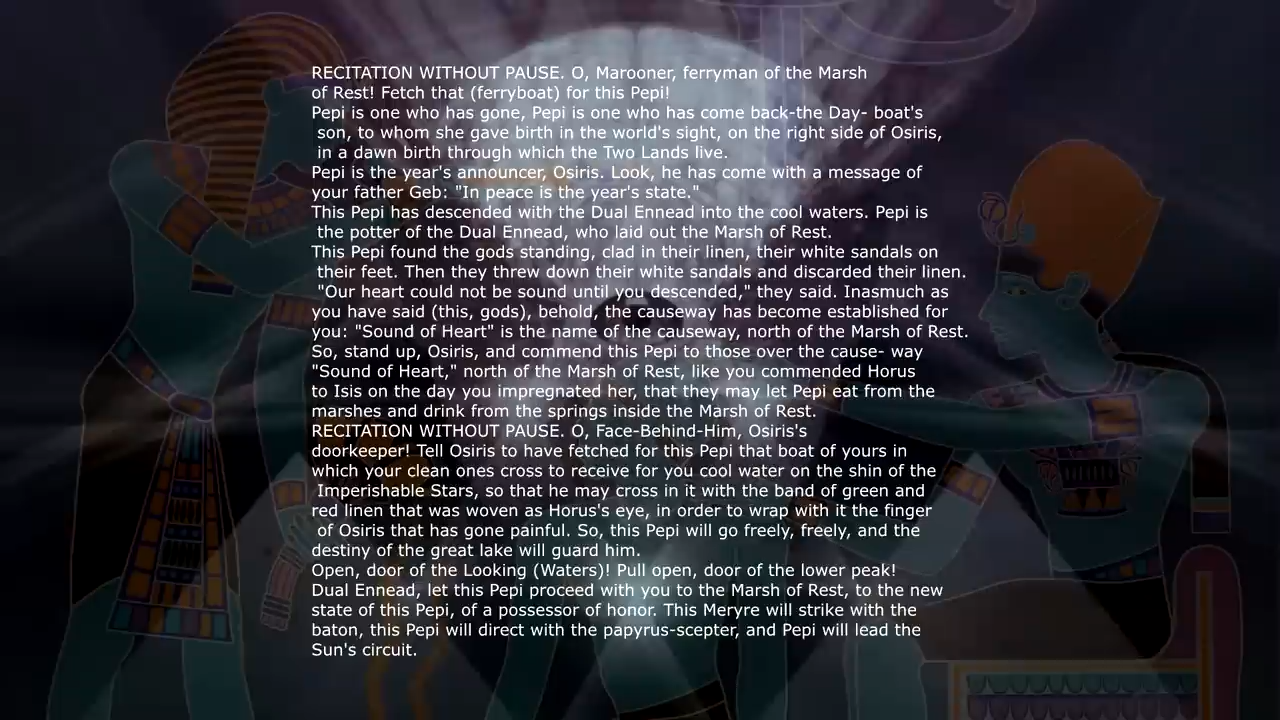 RECITATION WITHOUT PAUSE. O, Marooner, ferryman of the Marsh
of Rest! Fetch that (ferryboat) for this Pepi!
Pepi is one who has gone, Pepi is one who has come back-the Day- boat's
son, to whom she gave birth in the world's sight, on the right side of Osiris,
in a dawn birth through which the Two Lands live.
Pepi is the year's announcer, Osiris. Look, he has come with a message of
your father Geb: "In peace is the year's state."
This Pepi has descended with the Dual Ennead into the cool waters. Pepi is
the potter of the Dual Ennead, who laid out the Marsh of Rest.
This Pepi found the gods standing, clad in their linen, their white sandals on
their feet. Then they threw down their white sandals and discarded their linen.
"Our heart could not be sound until you descended," they said. Inasmuch as
you have said (this, gods), behold, the causeway has become established for
you: "Sound of Heart" is the name of the causeway, north of the Marsh of Rest.
So, stand up, Osiris, and commend this Pepi to those over the cause- way
"Sound of Heart," north of the Marsh of Rest, like you commended Horus
to Isis on the day you impregnated her, that they may let Pepi eat from the
marshes and drink from the springs inside the Marsh of Rest.
RECITATION WITHOUT PAUSE. O, Face-Behind-Him, Osiris's
doorkeeper! Tell Osiris to have fetched for this Pepi that boat of yours in
which your clean ones cross to receive for you cool water on the shin of the
Imperishable Stars, so that he may cross in it with the band of green and
red linen that was woven as Horus's eye, in order to wrap with it the finger
of Osiris that has gone painful. So, this Pepi will go freely, freely, and the
destiny of the great lake will guard him.
Open, door of the Looking (Waters)! Pull open, door of the lower peak!
Dual Ennead, let this Pepi proceed with you to the Marsh of Rest, to the new
state of this Pepi, of a possessor of honor. This Meryre will strike with the
baton, this Pepi will direct with the papyrus-scepter, and Pepi will lead the
Sun's circuit.